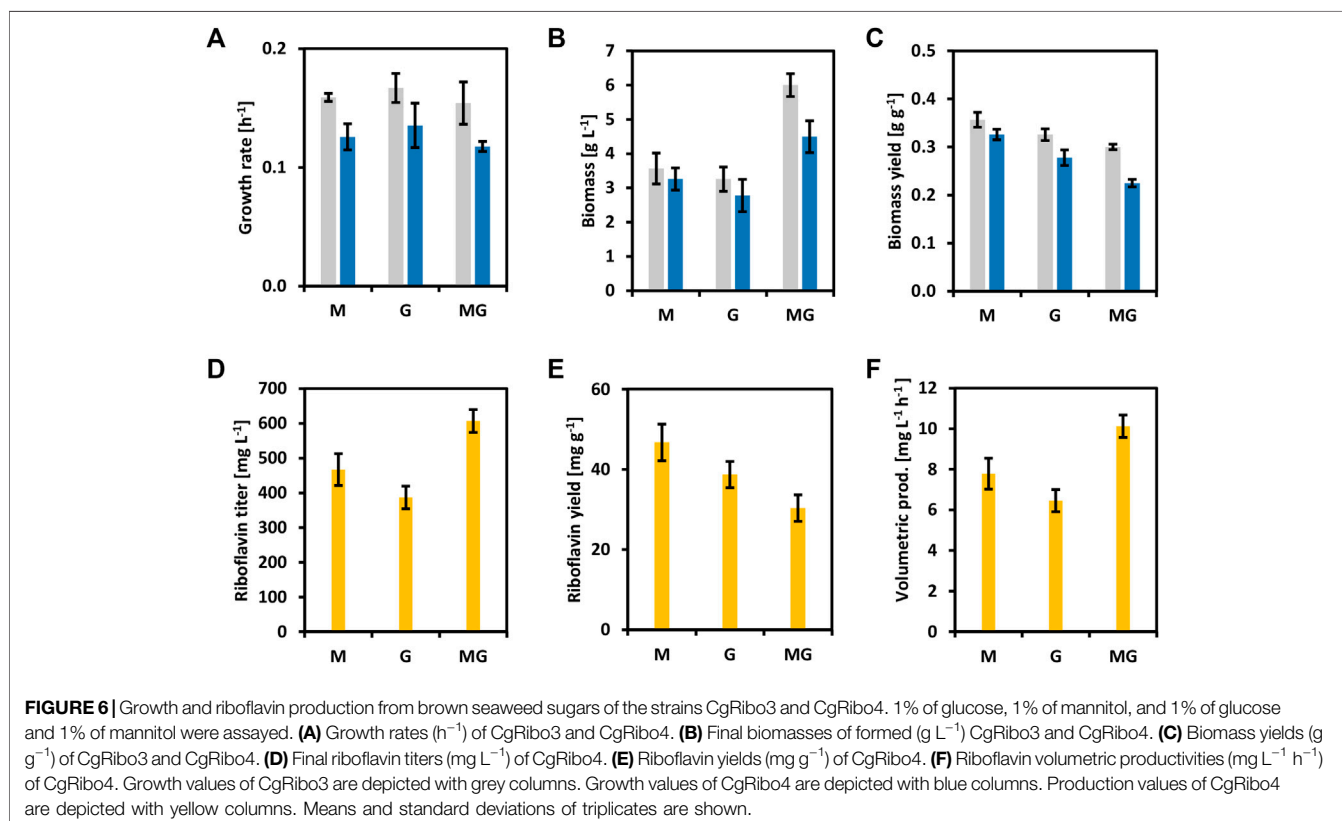 A
B
C
0.2
0.1
0.0
Growth rate [h⁻¹]
M G MG
7
6
5
4
3
2
1
0
Biomass [g L⁻¹]
M G MG
0.5
0.4
0.3
0.2
0.1
0.0
Biomass yield [g g⁻¹]
M G MG
D
E
F
700
600
500
400
300
200
100
0
Riboflavin titer [mg L⁻¹]
M G MG
60
40
20
0
Riboflavin yield [mg g⁻¹]
M G MG
12
10
8
6
4
2
0
Volumetric prod. [mg L⁻¹ h⁻¹]
M G MG
FIGURE 6 | Growth and riboflavin production from brown seaweed sugars of the strains CgRibo3 and CgRibo4. 1% of glucose, 1% of mannitol, and 1% of glucose
and 1% of mannitol were assayed. (A) Growth rates (h⁻¹) of CgRibo3 and CgRibo4. (B) Final biomasses of formed (g L⁻¹) CgRibo3 and CgRibo4. (C) Biomass yields (g
g⁻¹) of CgRibo3 and CgRibo4. (D) Final riboflavin titers (mg L⁻¹) of CgRibo4. (E) Riboflavin yields (mg g⁻¹) of CgRibo4. (F) Riboflavin volumetric productivities (mg L⁻¹ h⁻¹)
of CgRibo4. Growth values of CgRibo3 are depicted with grey columns. Growth values of CgRibo4 are depicted with blue columns. Production values of CgRibo4
are depicted with yellow columns. Means and standard deviations of triplicates are shown.